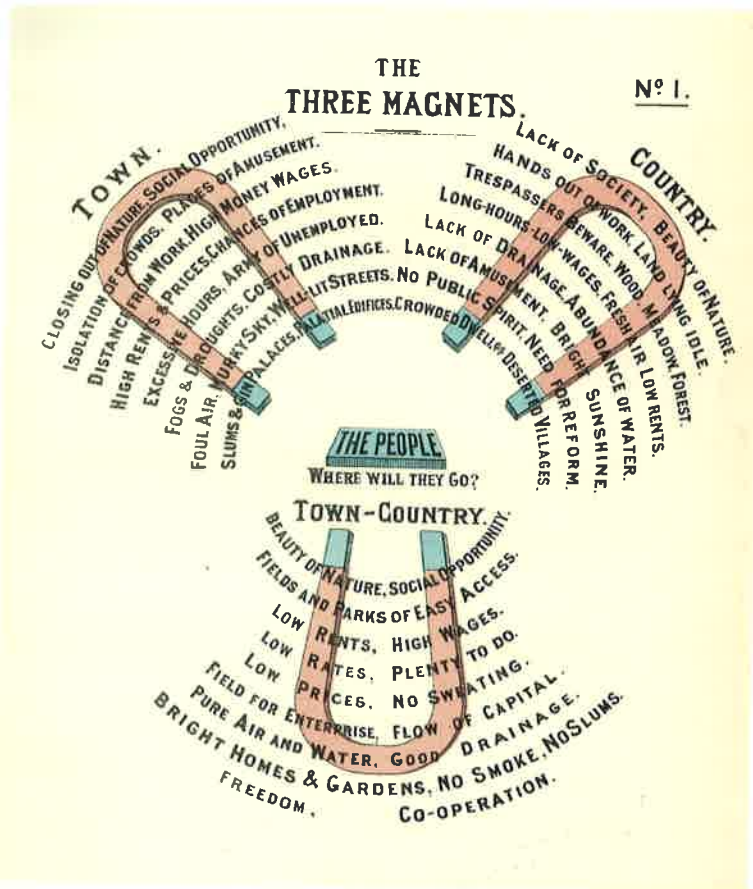 THE
THREE MAGNETS.
Nº 1.
TOWN.
CLOSING OUT OF NATURE. SOCIAL OPPORTUNITY.
ISOLATION OF CROWDS. PLACES OF AMUSEMENT.
DISTANCE FROM WORK. HIGH MONEY WAGES.
HIGH RENTS & PRICES. CHANCES OF EMPLOYMENT.
EXCESSIVE HOURS. ARMY OF UNEMPLOYED.
FOGS & DROUGHTS. COSTLY DRAINAGE.
FOUL AIR. MURKY SKY. WELL-LIT STREETS.
SLUMS & GIN PALACES. PALATIAL EDIFICES.
COUNTRY.
LACK OF SOCIETY. BEAUTY OF NATURE.
HANDS OUT OF WORK. LAND LYING IDLE.
TRESPASSERS BEWARE. WOOD, MEADOW, FOREST.
LONG-HOURS-LOW-WAGES. FRESH AIR. LOW RENTS.
LACK OF DRAINAGE. ABUNDANCE OF WATER.
LACK OF AMUSEMENT. BRIGHT SUNSHINE.
NO PUBLIC SPIRIT. NEED FOR REFORM.
CROWDED DWELLGS DESERTED VILLAGES.
THE PEOPLE
WHERE WILL THEY GO?
TOWN-COUNTRY.
BEAUTY OF NATURE, SOCIAL OPPORTUNITY.
FIELDS AND PARKS OF EASY ACCESS.
LOW RENTS, HIGH WAGES.
LOW RATES, PLENTY TO DO.
LOW PRICES, NO SWEATING.
FIELD FOR ENTERPRISE, FLOW OF CAPITAL.
PURE AIR AND WATER, GOOD DRAINAGE.
BRIGHT HOMES & GARDENS, NO SMOKE, NO SLUMS.
FREEDOM. CO-OPERATION.